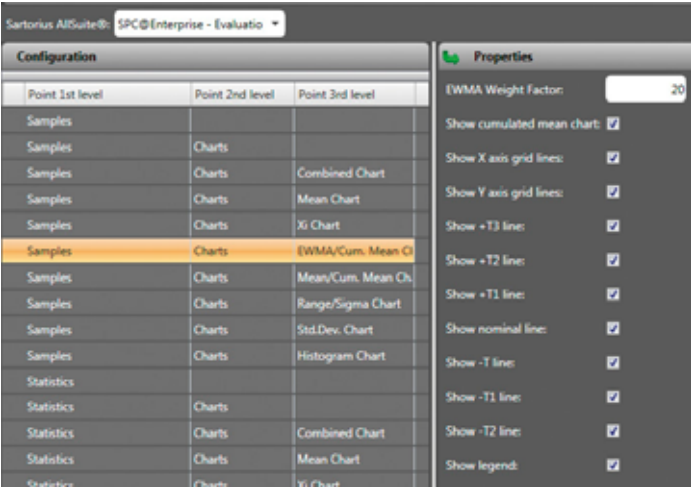 Sartorius AllSuite®: SPC@Enterprise - Evaluatio
Configuration
Point 1st level Point 2nd level Point 3rd level
Samples
Samples Charts
Samples Charts Combined Chart
Samples Charts Mean Chart
Samples Charts Xi Chart
Samples Charts EWMA/Cum. Mean Cl
Samples Charts Mean/Cum. Mean Ch
Samples Charts Range/Sigma Chart
Samples Charts Std.Dev. Chart
Samples Charts Histogram Chart
Statistics
Statistics Charts
Statistics Charts Combined Chart
Statistics Charts Mean Chart
Statistics Charts Xi Chart
Properties
EWMA Weight Factor: 20
Show cumulated mean chart:
Show X axis grid lines:
Show Y axis grid lines:
Show +T3 line:
Show +T2 line:
Show +T1 line:
Show nominal line:
Show -T line:
Show -T1 line:
Show -T2 line:
Show legend: